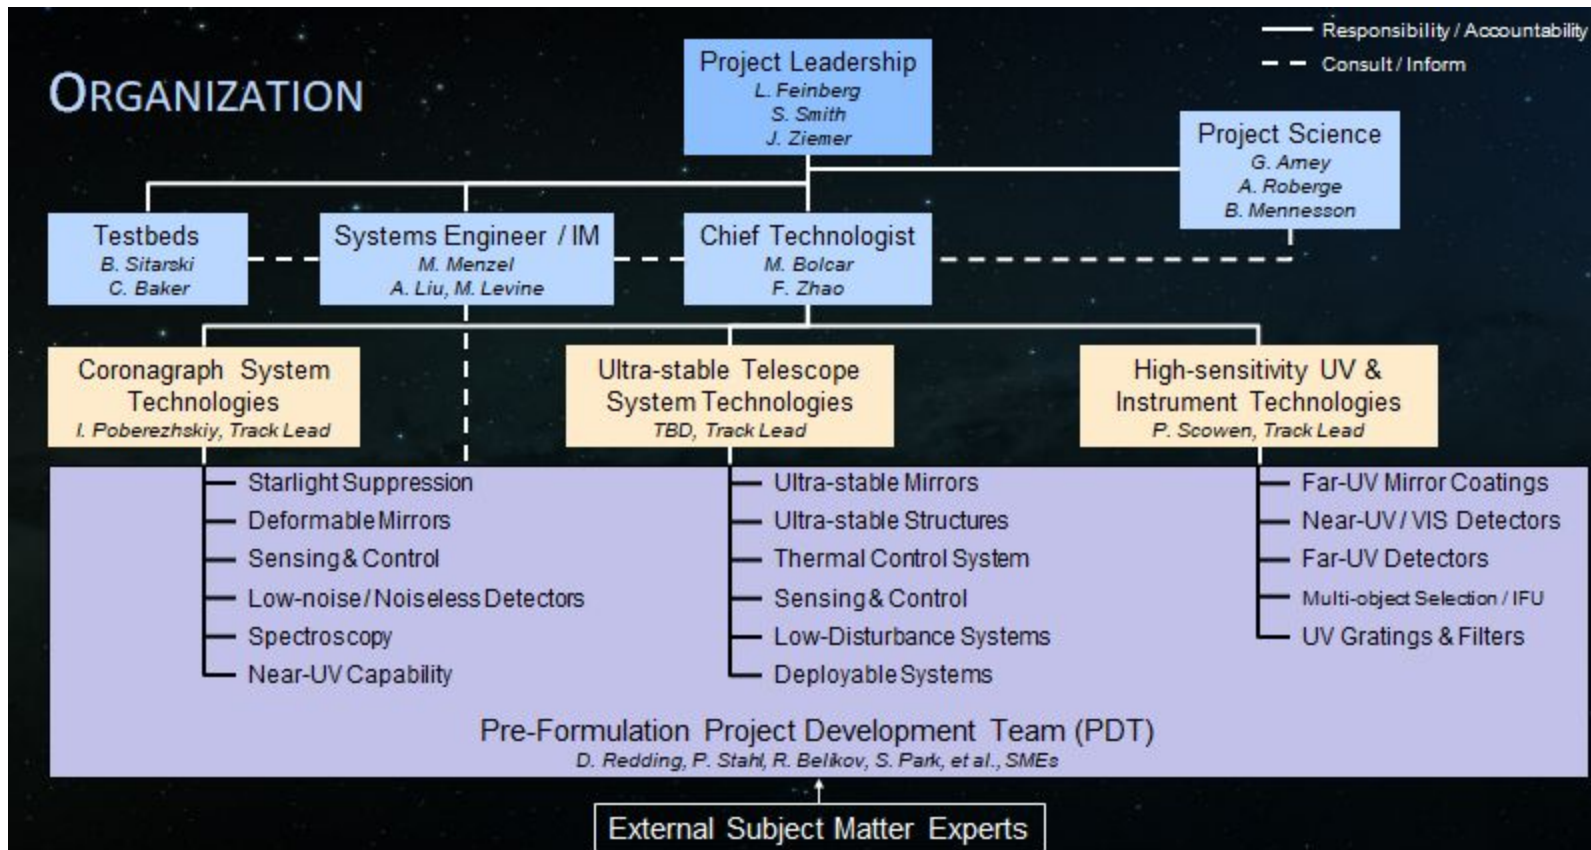 Responsibility / Accountability
Consult / Inform
ORGANIZATION
Project Leadership
L. Feinberg
S. Smith
J. Ziemer
Project Science
G. Arney
A. Roberge
B. Mennesson
Testbeds
B. Sitarski
C. Baker
Systems Engineer / IM
M. Menzel
A. Liu, M. Levine
Chief Technologist
M. Bolcar
F. Zhao
Coronagraph System
Technologies
I. Poberezhskiy, Track Lead
Ultra-stable Telescope
System Technologies
TBD, Track Lead
High-sensitivity UV &
Instrument Technologies
P. Scowen, Track Lead
Starlight Suppression
Deformable Mirrors
Sensing & Control
Low-noise / Noiseless Detectors
Spectroscopy
Near-UV Capability
Ultra-stable Mirrors
Ultra-stable Structures
Thermal Control System
Sensing & Control
Low-Disturbance Systems
Deployable Systems
Far-UV Mirror Coatings
Near-UV / VIS Detectors
Far-UV Detectors
Multi-object Selection / IFU
UV Gratings & Filters
Pre-Formulation Project Development Team (PDT)
D. Redding, P. Stahl, R. Belikov, S. Park, et al., SMEs
External Subject Matter Experts